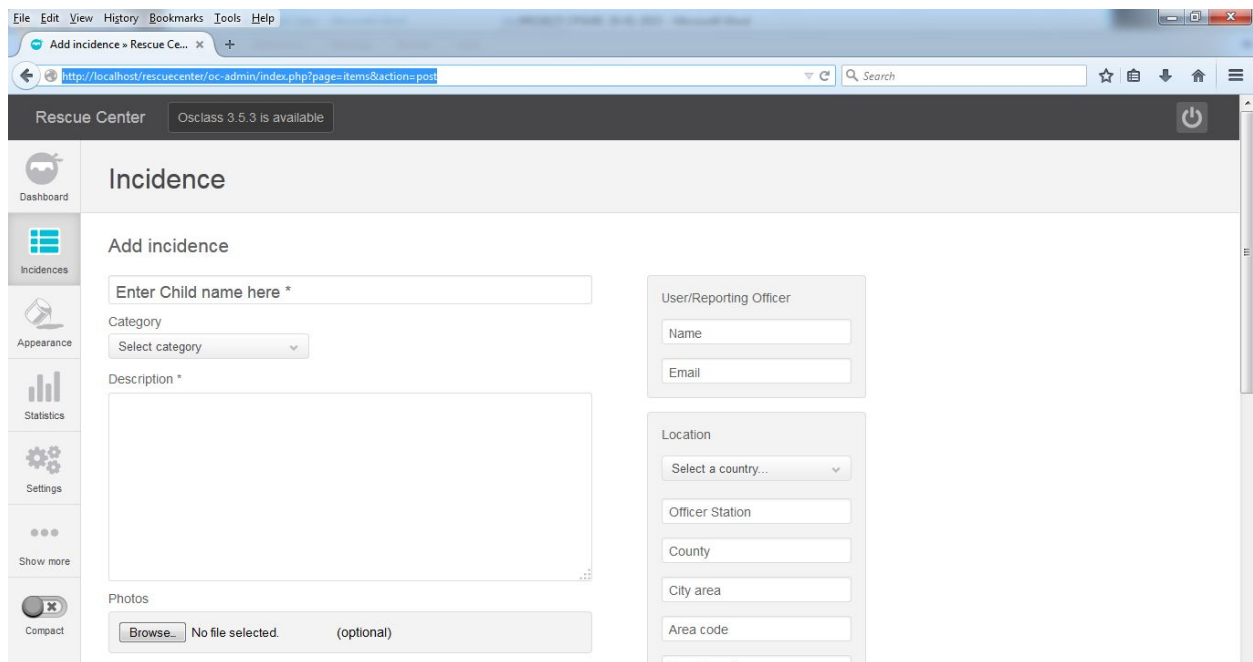 File Edit View History Bookmarks Tools Help
Add incidence » Rescue Ce... × +
http://localhost/rescuecenter/oc-admin/index.php?page=items&action=post
Search
Rescue Center
Osclass 3.5.3 is available
Dashboard
Incidences
Appearance
Statistics
Settings
Show more
Compact
Incidence
Add incidence
Enter Child name here *
Category
Select category
Description *
Photos
Browse.. No file selected. (optional)
User/Reporting Officer
Name
Email
Location
Select a country...
Officer Station
County
City area
Area code